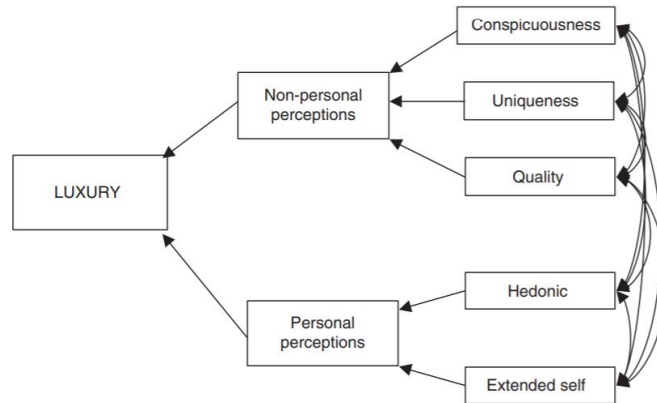 Conspicuousness
Non-personal
perceptions
Uniqueness
Quality
LUXURY
Hedonic
Personal
perceptions
Extended self